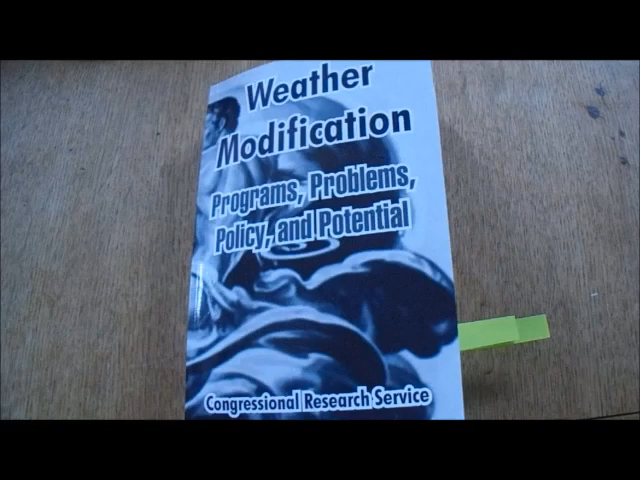 Weather
Modification
Programs, Problems,
Policy, and Potential
Congressional Research Service